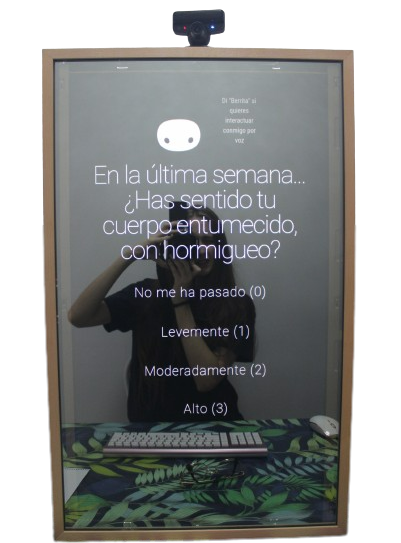 Di "Berrita" si
quieres
interactuar
conmigo por
voz
En la última semana...
¿Has sentido tu
cuerpo entumecido,
con hormigueo?
No me ha pasado (0)
Levemente (1)
Moderadamente (2)
Alto (3)